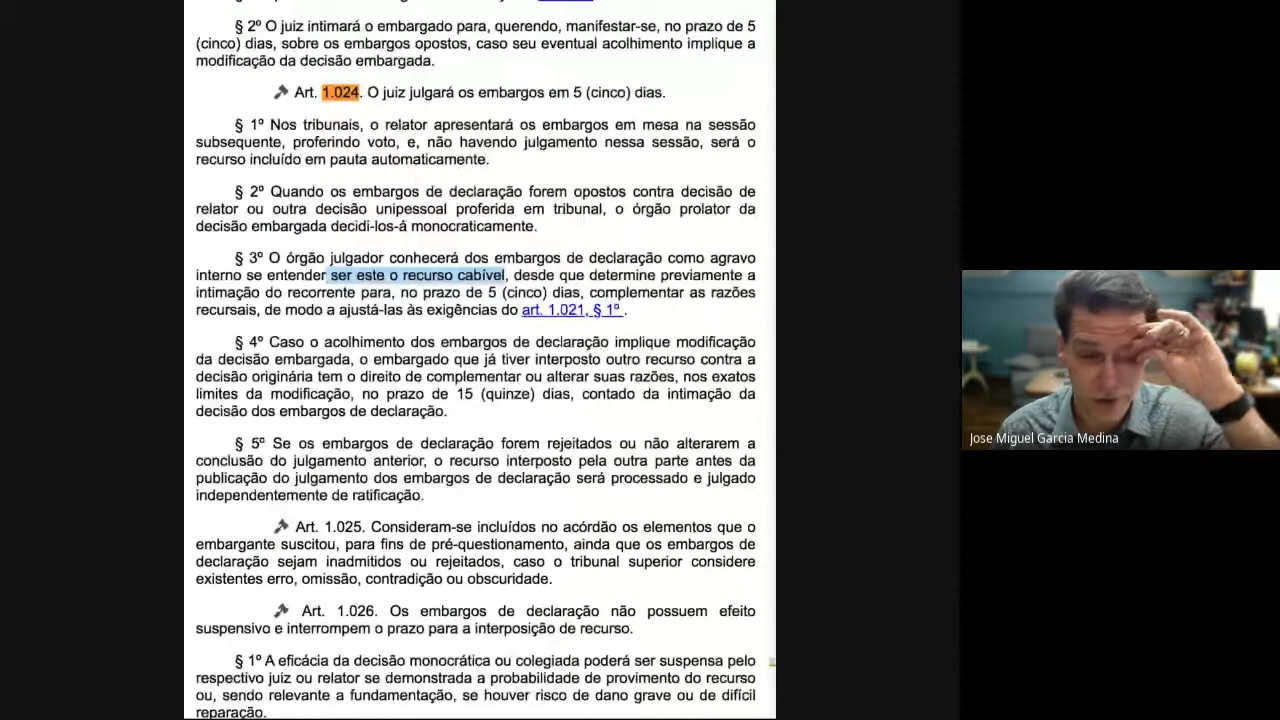 § 2º O juiz intimará o embargado para, querendo, manifestar-se, no prazo de 5
(cinco) dias, sobre os embargos opostos, caso seu eventual acolhimento implique a
modificação da decisão embargada.
Art. 1.024. O juiz julgará os embargos em 5 (cinco) dias.
§ 1º Nos tribunais, o relator apresentará os embargos em mesa na sessão
subsequente, proferindo voto, e, não havendo julgamento nessa sessão, será o
recurso incluído em pauta automaticamente.
§ 2º Quando os embargos de declaração forem opostos contra decisão de
relator ou outra decisão unipessoal proferida em tribunal, o órgão prolator da
decisão embargada decidi-los-á monocraticamente.
§ 3º O órgão julgador conhecerá dos embargos de declaração como agravo
interno se entender ser este o recurso cabível, desde que determine previamente a
intimação do recorrente para, no prazo de 5 (cinco) dias, complementar as razões
recursais, de modo a ajustá-las às exigências do art. 1.021, § 1º .
§ 4º Caso o acolhimento dos embargos de declaração implique modificação
da decisão embargada, o embargado que já tiver interposto outro recurso contra a
decisão originária tem o direito de complementar ou alterar suas razões, nos exatos
limites da modificação, no prazo de 15 (quinze) dias, contado da intimação da
decisão dos embargos de declaração.
§ 5º Se os embargos de declaração forem rejeitados ou não alterarem a
conclusão do julgamento anterior, o recurso interposto pela outra parte antes da
publicação do julgamento dos embargos de declaração será processado e julgado
independentemente de ratificação.
Art. 1.025. Consideram-se incluídos no acórdão os elementos que o
embargante suscitou, para fins de pré-questionamento, ainda que os embargos de
declaração sejam inadmitidos ou rejeitados, caso o tribunal superior considere
existentes erro, omissão, contradição ou obscuridade.
Art. 1.026. Os embargos de declaração não possuem efeito
suspensivo e interrompem o prazo para a interposição de recurso.
§ 1º A eficácia da decisão monocrática ou colegiada poderá ser suspensa pelo
respectivo juiz ou relator se demonstrada a probabilidade de provimento do recurso
ou, sendo relevante a fundamentação, se houver risco de dano grave ou de difícil
reparação.
Jose Miguel Garcia Medina